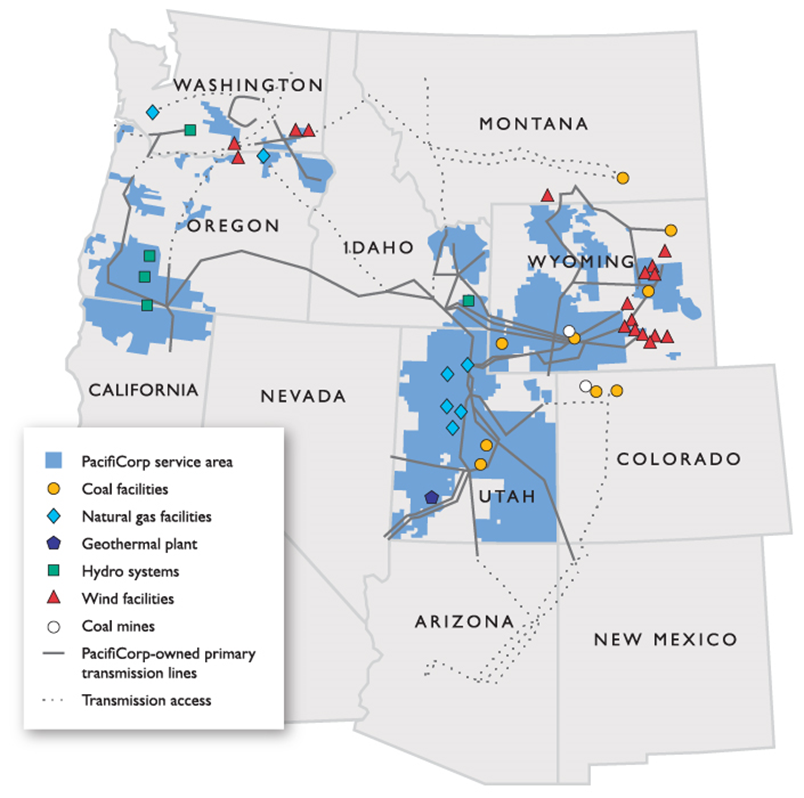 WASHINGTON
MONTANA
OREGON
IDAHO
WYOMING
CALIFORNIA
NEVADA
UTAH
COLORADO
ARIZONA
NEW MEXICO
PacifiCorp service area
Coal facilities
Natural gas facilities
Geothermal plant
Hydro systems
Wind facilities
Coal mines
PacifiCorp-owned primary
transmission lines
Transmission access